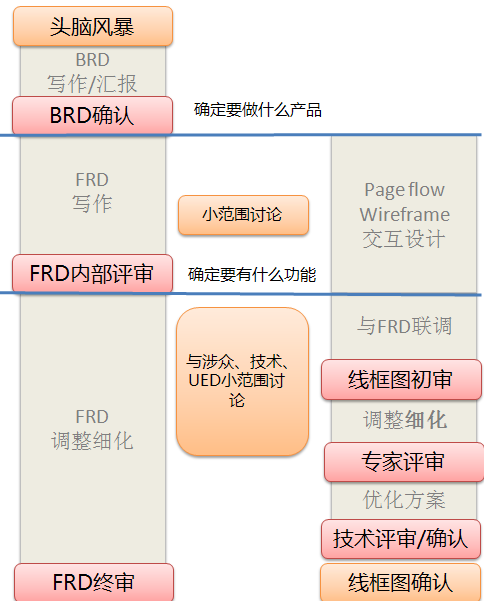 头脑风暴
BRD
写作/汇报
BRD确认
确定要做什么产品
FRD
写作
小范围讨论
Page flow
Wireframe
交互设计
FRD内部评审
确定要有什么功能
与FRD联调
与涉众、技术、
UED小范围讨
论
线框图初审
FRD
调整细化
调整细化
专家评审
优化方案
技术评审/确认
FRD终审
线框图确认